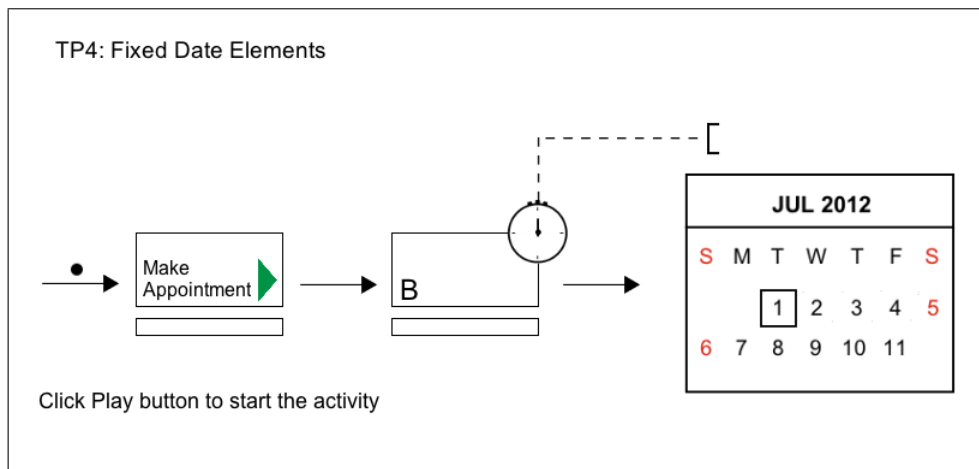 TP4: Fixed Date Elements
Make
Appointment
B
JUL 2012
S M T W T F S
1 2 3 4 5
6 7 8 9 10 11
Click Play button to start the activity